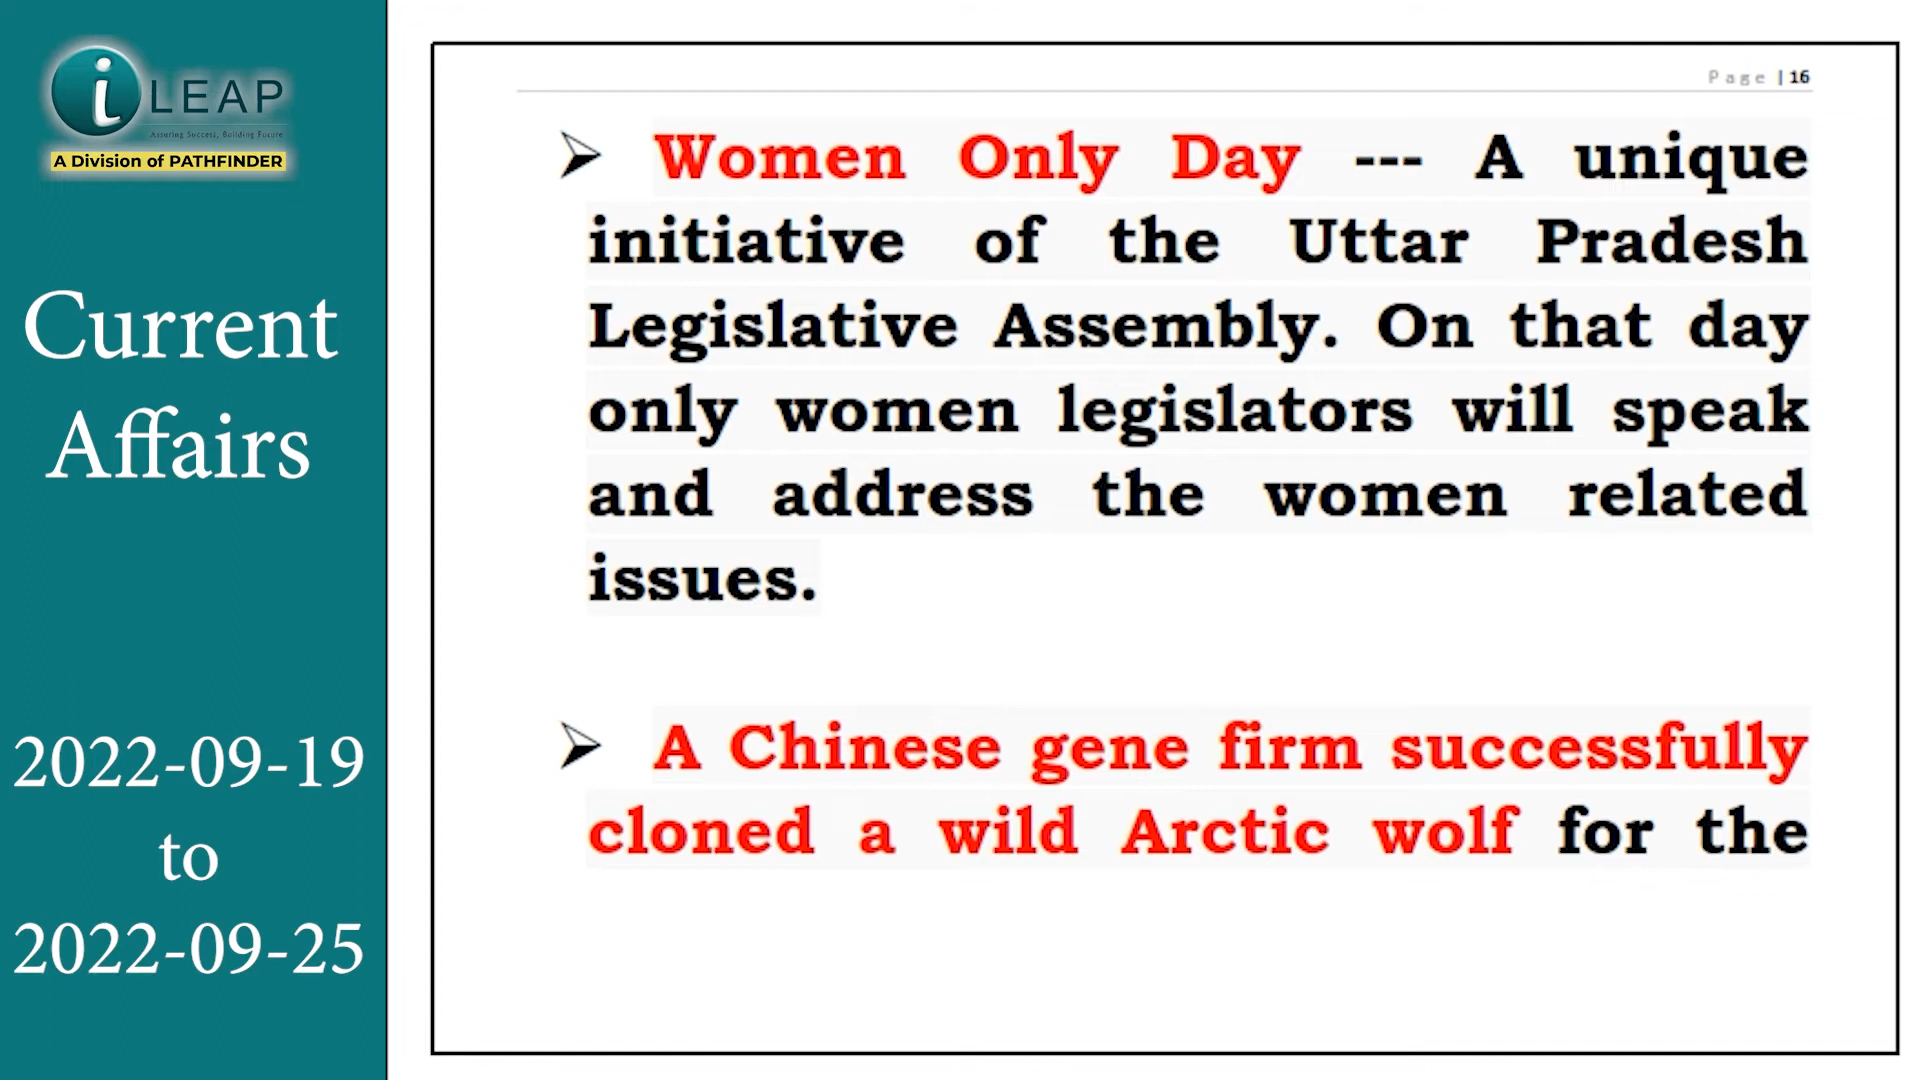 i LEAP
Assuring Success, Building Future
A Division of PATHFINDER
Current
Affairs
2022-09-19
to
2022-09-25
Page | 16
➢ Women Only Day --- A unique
initiative of the Uttar Pradesh
Legislative Assembly. On that day
only women legislators will speak
and address the women related
issues.
➢ A Chinese gene firm successfully
cloned a wild Arctic wolf for the